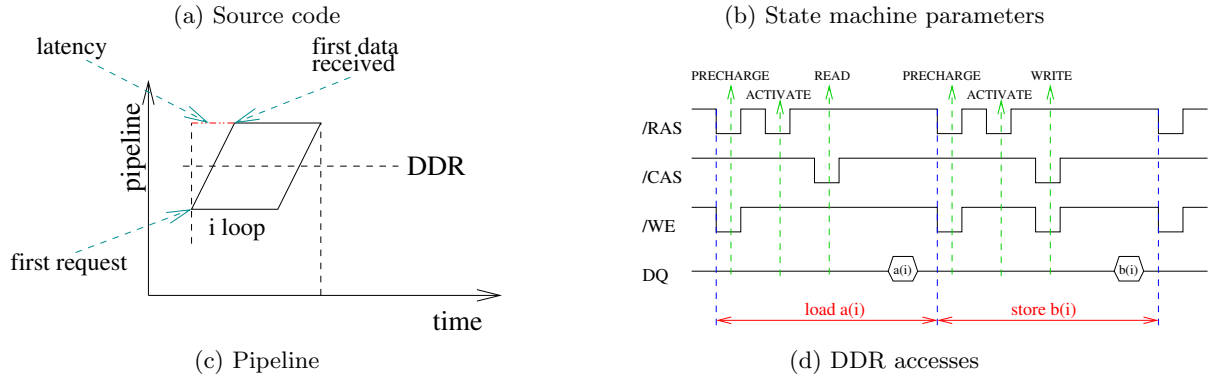 (a) Source code
(b) State machine parameters
latency
first data
received
pipeline
DDR
i loop
first request
time
(c) Pipeline
PRECHARGE
READ
PRECHARGE
WRITE
ACTIVATE
ACTIVATE
/RAS
/CAS
/WE
DQ
a(i)
b(i)
load a(i)
store b(i)
(d) DDR accesses